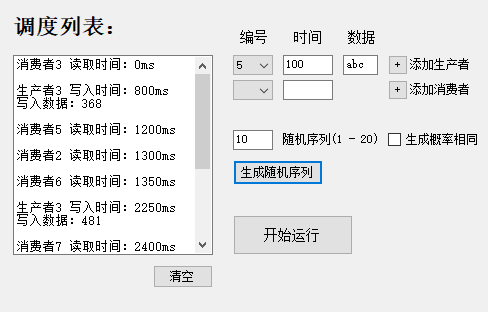 调度列表：
消费者3 读取时间：0ms
生产者3 写入时间：800ms
写入数据：368
消费者5 读取时间：1200ms
消费者2 读取时间：1300ms
消费者6 读取时间：1350ms
生产者3 写入时间：2250ms
写入数据：481
消费者7 读取时间：2400ms
清空
编号 时间 数据
5 100 abc + 添加生产者
+ 添加消费者
10 随机序列(1 - 20) 生成概率相同
生成随机序列
开始运行